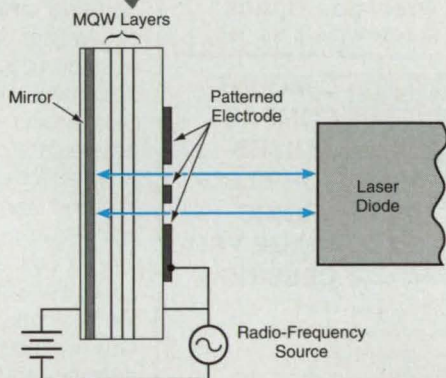 MQW Layers
Mirror
Patterned
Electrode
Laser
Diode
Radio-Frequency
Source